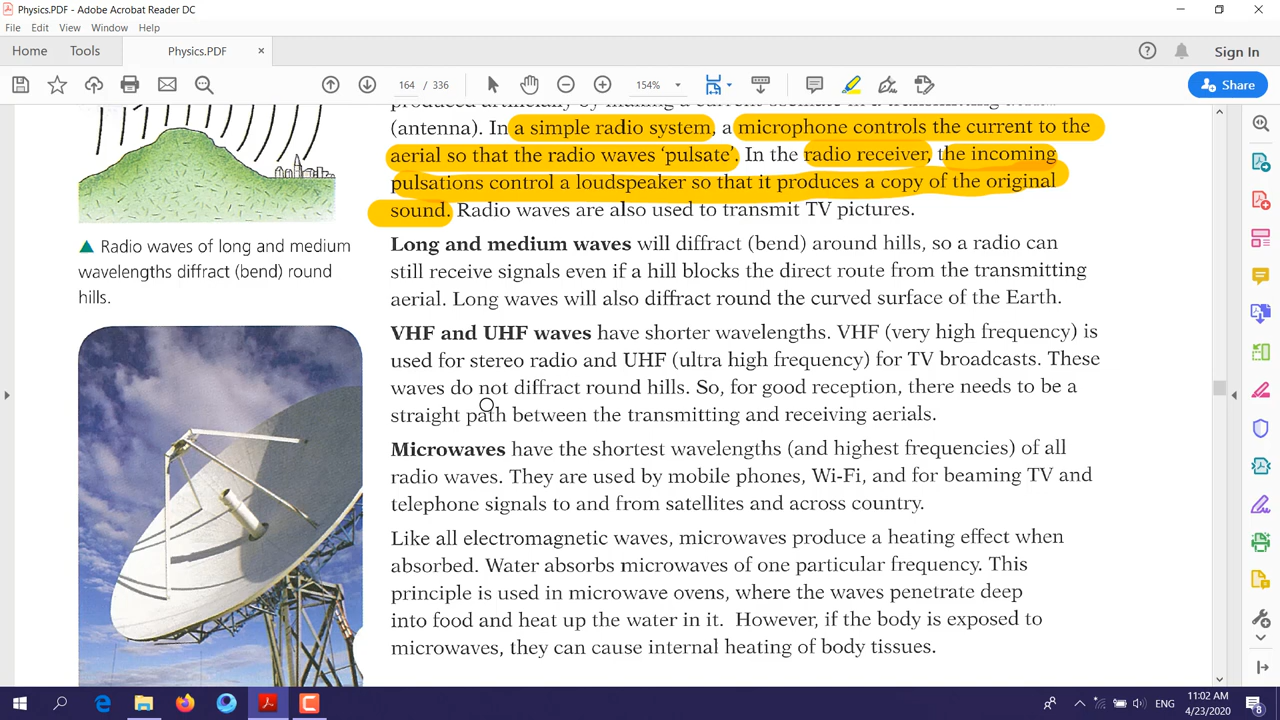 Physics.PDF - Adobe Acrobat Reader DC
File Edit View Window Help
Home Tools Physics.PDF × Sign In
164 / 336 154% Share
(antenna). In a simple radio system, a microphone controls the current to the
aerial so that the radio waves ‘pulsate’. In the radio receiver, the incoming
pulsations control a loudspeaker so that it produces a copy of the original
sound. Radio waves are also used to transmit TV pictures.
▲ Radio waves of long and medium
wavelengths diffract (bend) round
hills.
Long and medium waves will diffract (bend) around hills, so a radio can
still receive signals even if a hill blocks the direct route from the transmitting
aerial. Long waves will also diffract round the curved surface of the Earth.
VHF and UHF waves have shorter wavelengths. VHF (very high frequency) is
used for stereo radio and UHF (ultra high frequency) for TV broadcasts. These
waves do not diffract round hills. So, for good reception, there needs to be a
straight path between the transmitting and receiving aerials.
Microwaves have the shortest wavelengths (and highest frequencies) of all
radio waves. They are used by mobile phones, Wi-Fi, and for beaming TV and
telephone signals to and from satellites and across country.
Like all electromagnetic waves, microwaves produce a heating effect when
absorbed. Water absorbs microwaves of one particular frequency. This
principle is used in microwave ovens, where the waves penetrate deep
into food and heat up the water in it. However, if the body is exposed to
microwaves, they can cause internal heating of body tissues.
ENG 11:02 AM
4/23/2020 8